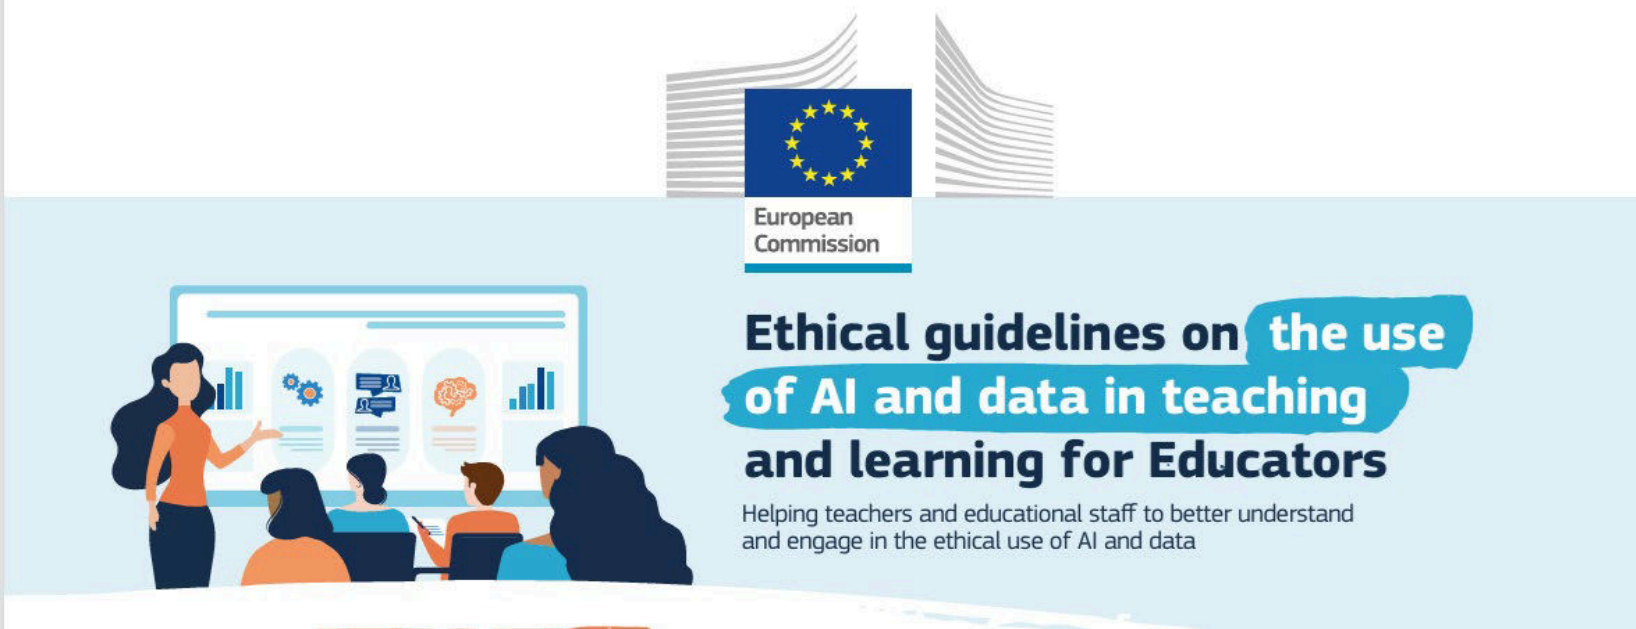 European
Commission
Ethical guidelines on the use
of AI and data in teaching
and learning for Educators
Helping teachers and educational staff to better understand
and engage in the ethical use of AI and data